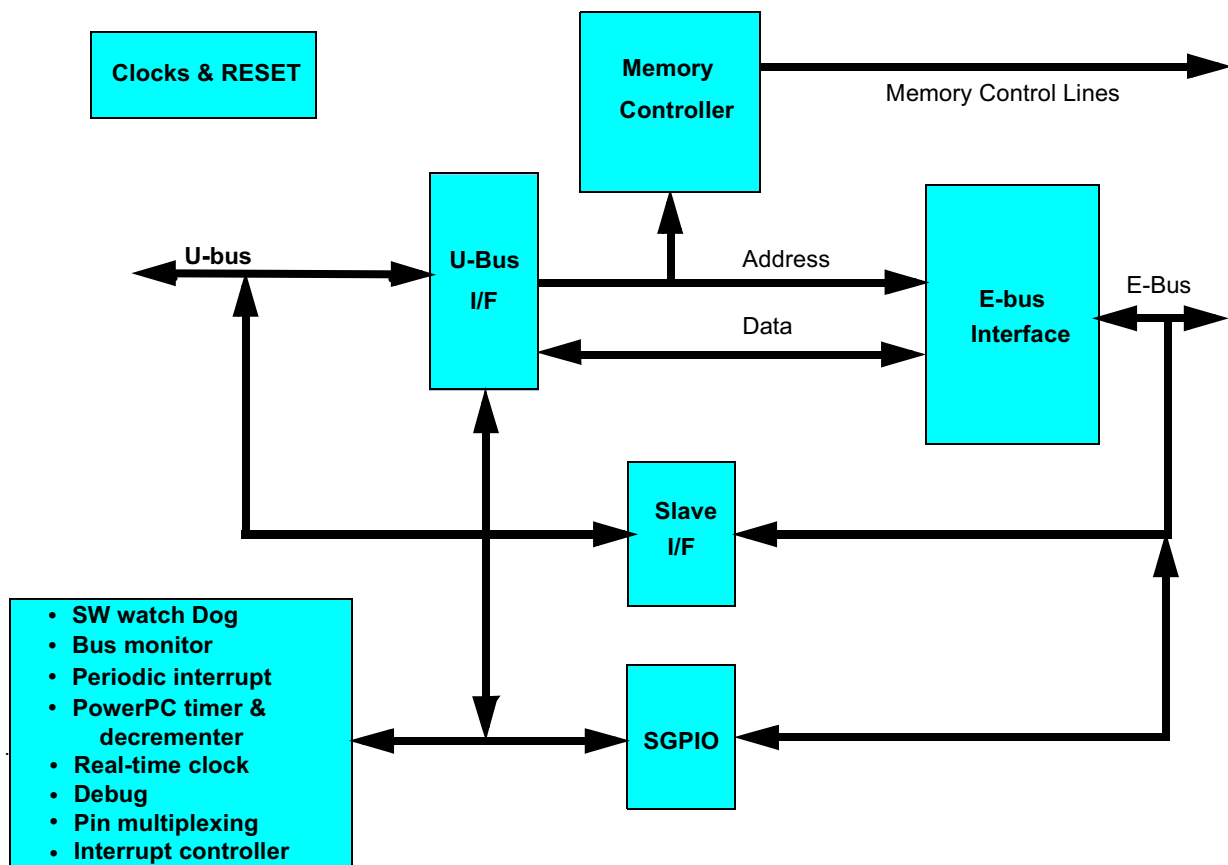 Clocks & RESET
Memory
Controller
Memory Control Lines
U-bus
U-Bus
I/F
Address
Data
E-bus
Interface
E-Bus
Slave
I/F
• SW watch Dog
• Bus monitor
• Periodic interrupt
• PowerPC timer &
decrementer
• Real-time clock
• Debug
• Pin multiplexing
• Interrupt controller
SGPIO